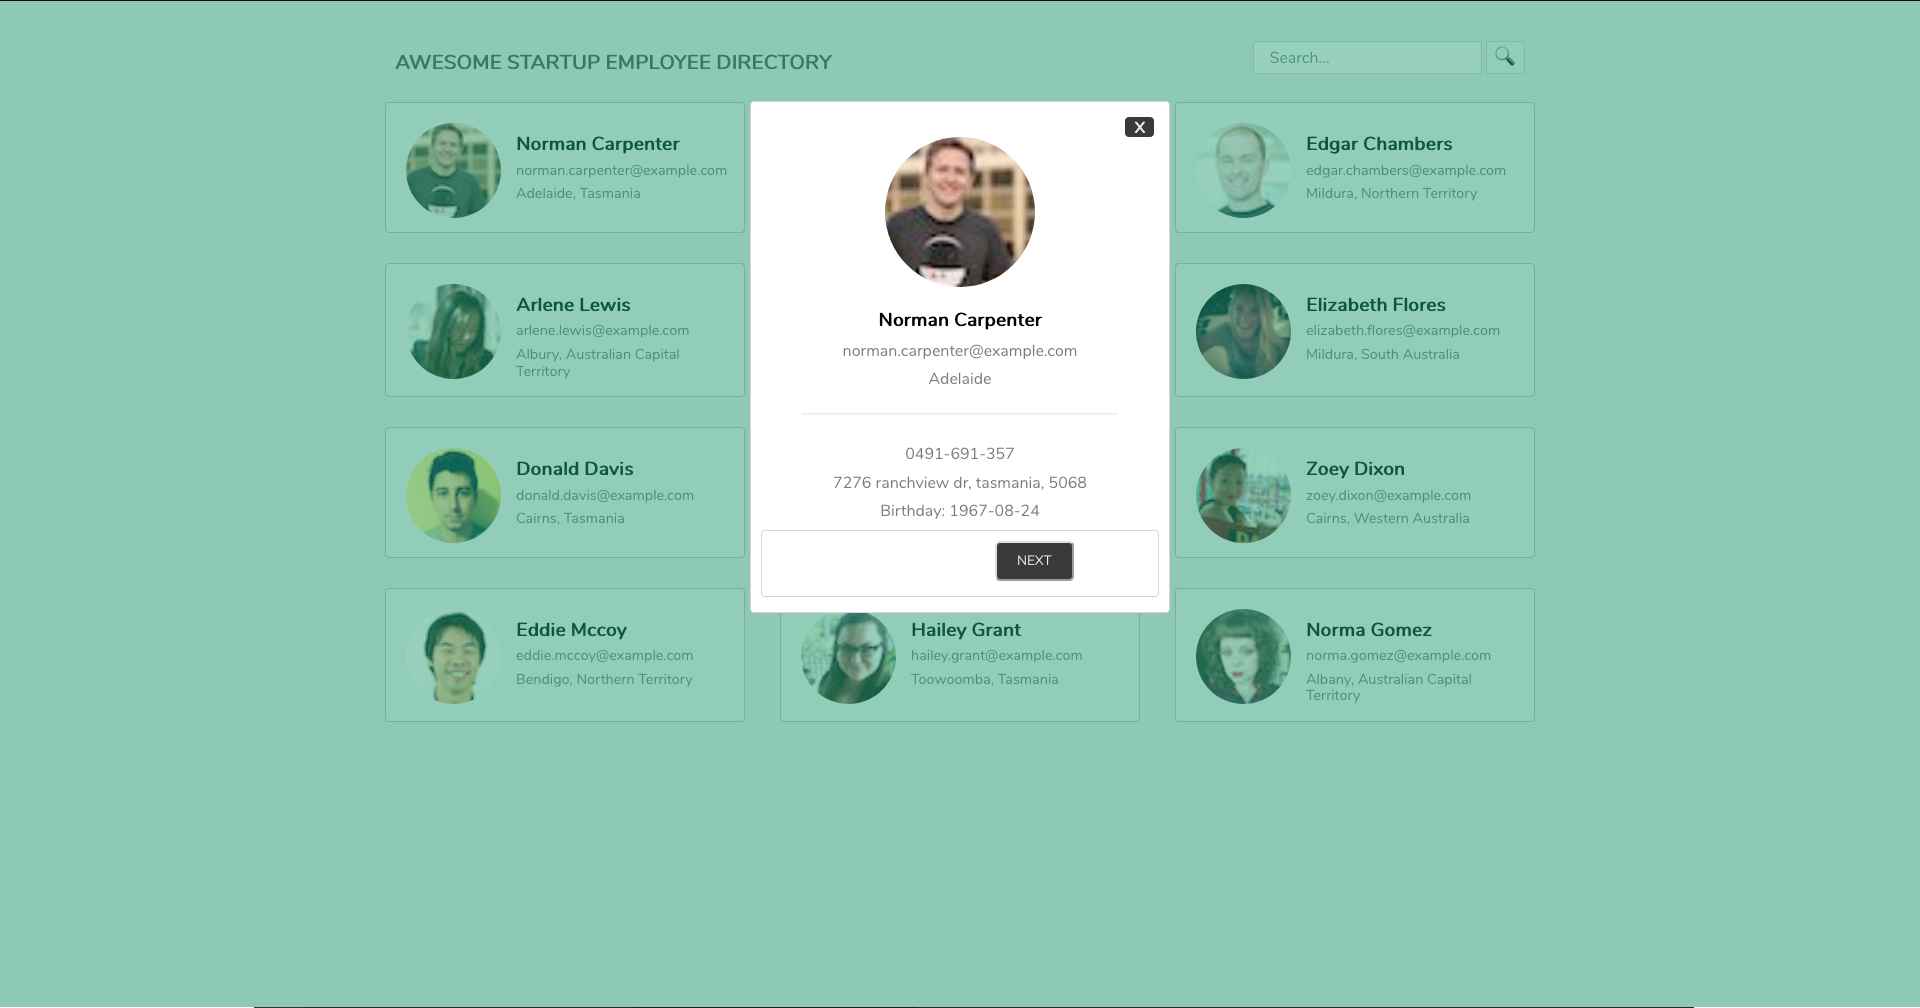 AWESOME STARTUP EMPLOYEE DIRECTORY
Search...
Norman Carpenter
norman.carpenter@example.com
Adelaide, Tasmania
X
Norman Carpenter
norman.carpenter@example.com
Adelaide
0491-691-357
7276 ranchview dr, tasmania, 5068
Birthday: 1967-08-24
NEXT
Edgar Chambers
edgar.chambers@example.com
Mildura, Northern Territory
Arlene Lewis
arlene.lewis@example.com
Albury, Australian Capital
Territory
Elizabeth Flores
elizabeth.flores@example.com
Mildura, South Australia
Donald Davis
donald.davis@example.com
Cairns, Tasmania
Zoey Dixon
zoey.dixon@example.com
Cairns, Western Australia
Eddie Mccoy
eddie.mccoy@example.com
Bendigo, Northern Territory
Hailey Grant
hailey.grant@example.com
Toowoomba, Tasmania
Norma Gomez
norma.gomez@example.com
Albany, Australian Capital
Territory